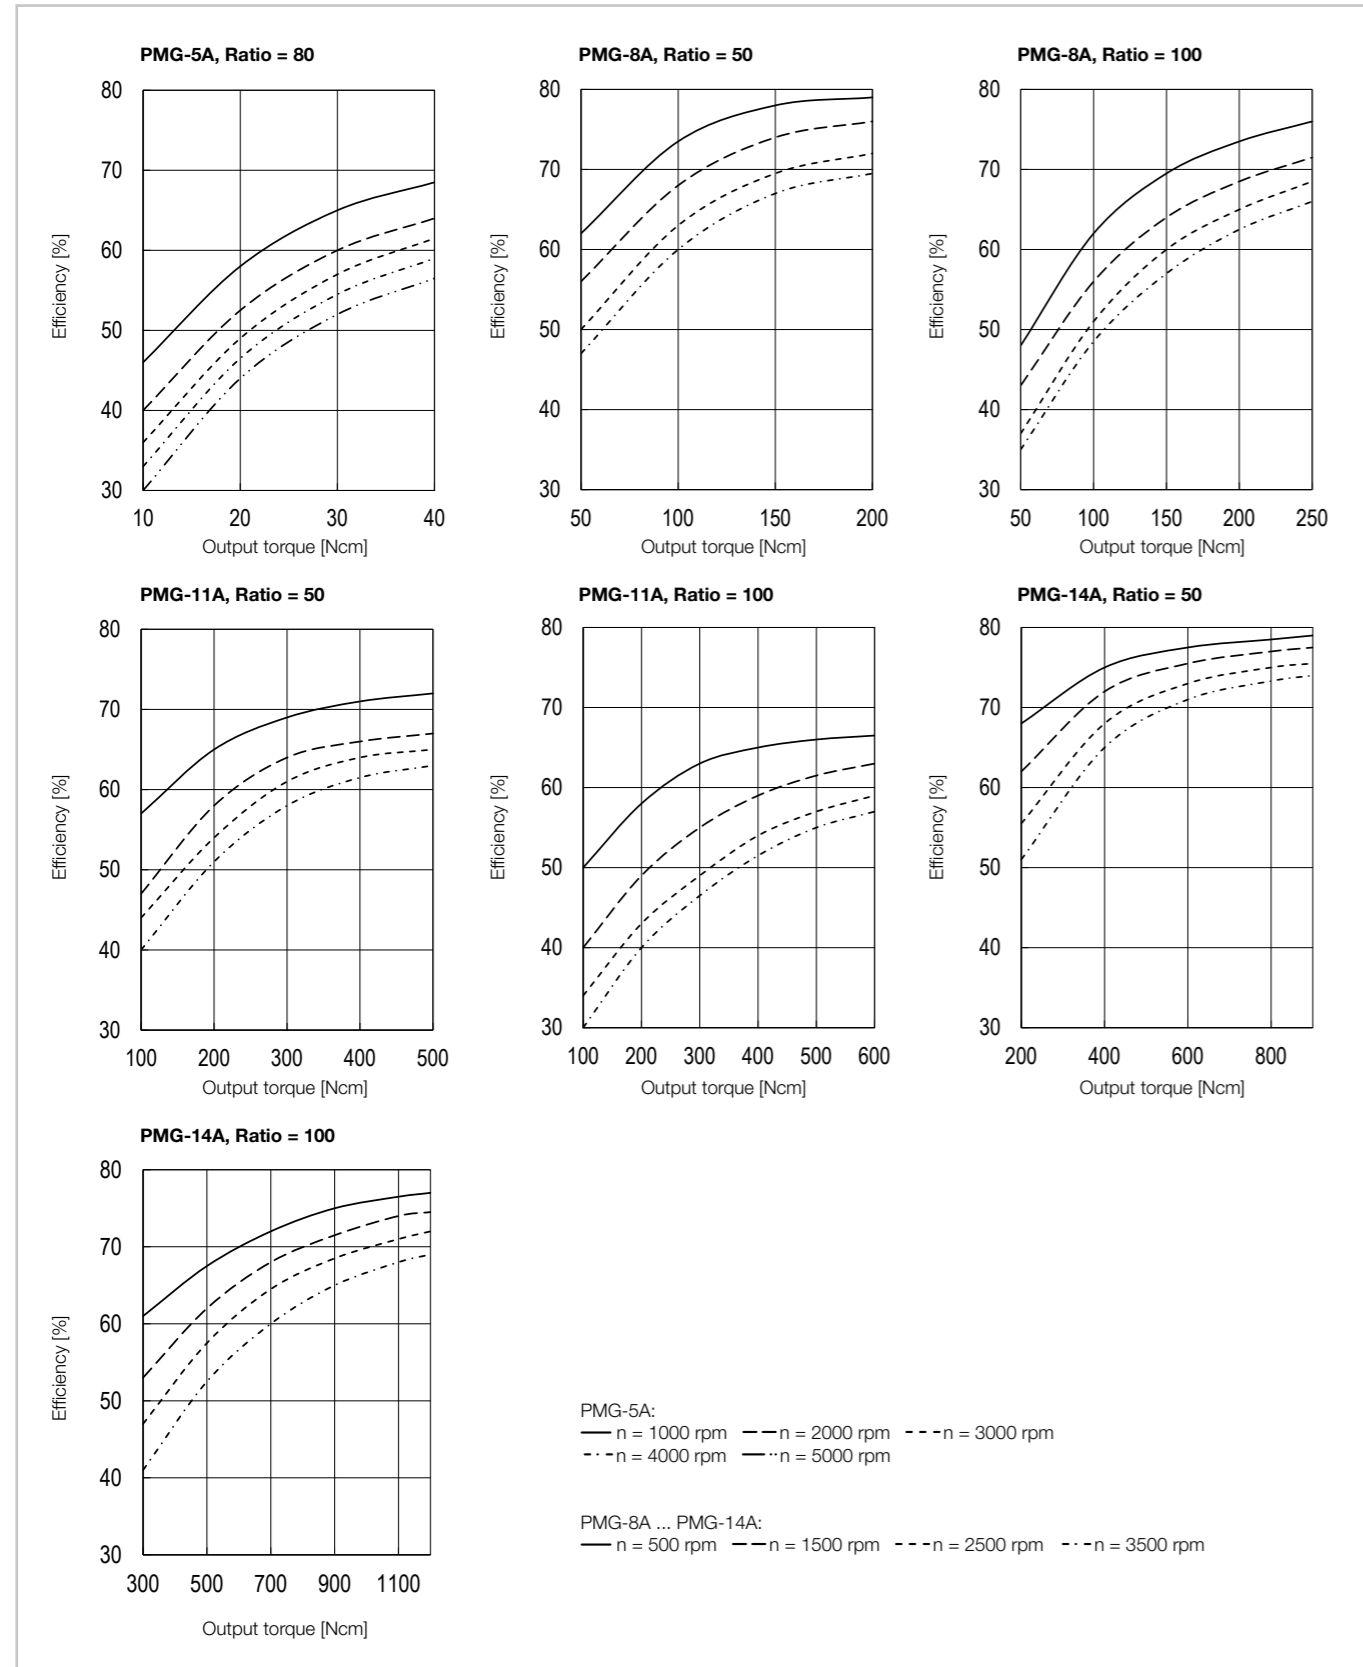 PMG-5A, Ratio = 80
80
70
60
50
40
30
10 20 30 40
Efficiency [%]
Output torque [Ncm]
PMG-8A, Ratio = 50
80
70
60
50
40
30
50 100 150 200
Efficiency [%]
Output torque [Ncm]
PMG-8A, Ratio = 100
80
70
60
50
40
30
50 100 150 200 250
Efficiency [%]
Output torque [Ncm]
PMG-11A, Ratio = 50
80
70
60
50
40
30
100 200 300 400 500
Efficiency [%]
Output torque [Ncm]
PMG-11A, Ratio = 100
80
70
60
50
40
30
100 200 300 400 500 600
Efficiency [%]
Output torque [Ncm]
PMG-14A, Ratio = 50
80
70
60
50
40
30
200 400 600 800
Efficiency [%]
Output torque [Ncm]
PMG-14A, Ratio = 100
80
70
60
50
40
30
300 500 700 900 1100
Efficiency [%]
Output torque [Ncm]
PMG-5A:
n = 1000 rpm n = 2000 rpm n = 3000 rpm
n = 4000 rpm n = 5000 rpm
PMG-8A ... PMG-14A:
n = 500 rpm n = 1500 rpm n = 2500 rpm n = 3500 rpm